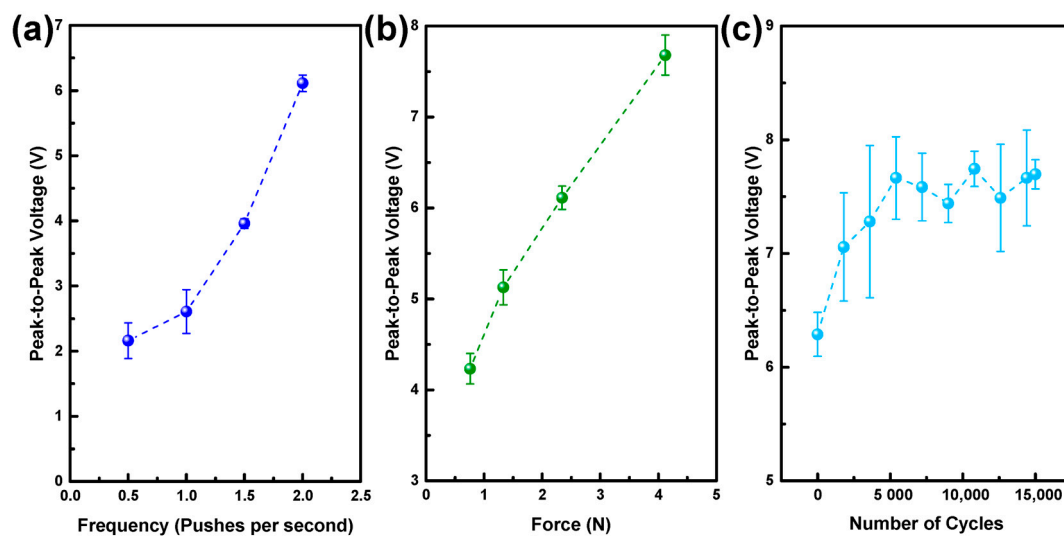 (a)
7
6
5
4
3
2
1
0
0.0 0.5 1.0 1.5 2.0 2.5
Peak-to-Peak Voltage (V)
Frequency (Pushes per second)
(b)
8
7
6
5
4
3
0 1 2 3 4 5
Peak-to-Peak Voltage (V)
Force (N)
(c)
9
8
7
6
5
0 5 000 10,000 15,000
Peak-to-Peak Voltage (V)
Number of Cycles